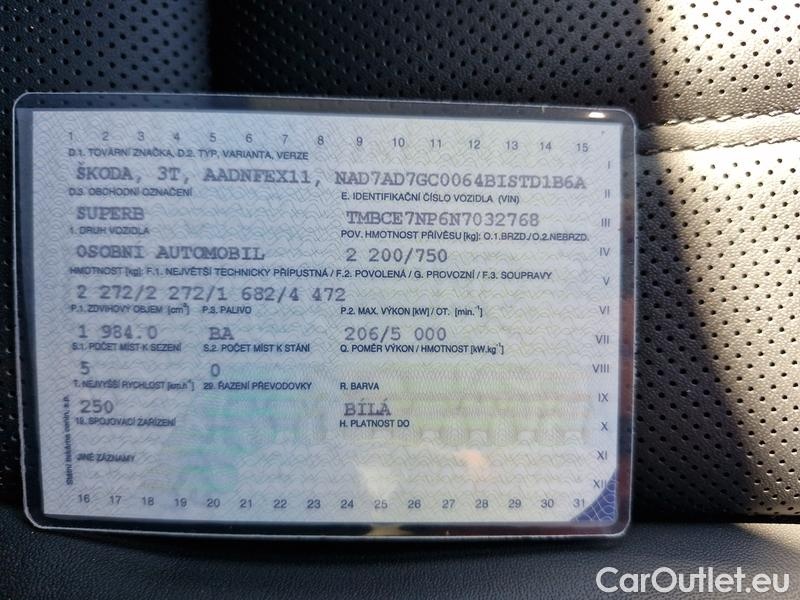 1 2 3 4 5 6 7 8 9 10 11 12 13 14 15
D.1. TOVÁRNÍ ZNAČKA, D.2. TYP, VARIANTA, VERZE
I
ŠKODA, 3T, AADNFEX11, NAD7AD7GC0064BISTD1B6A
II
D.3. OBCHODNÍ OZNAČENÍ E. IDENTIFIKAČNÍ ČÍSLO VOZIDLA (VIN)
SUPERB TMBCE7NP6N7032768
III
1. DRUH VOZIDLA POV. HMOTNOST PŘÍVĚSU [kg]: O.1.BRZD./O.2.NEBRZD.
OSOBNÍ AUTOMOBIL 2 200/750
IV
HMOTNOST [kg]: F.1. NEJVĚTŠÍ TECHNICKY PŘÍPUSTNÁ / F.2. POVOLENÁ / G. PROVOZNÍ / F.3. SOUPRAVY
V
2 272/2 272/1 682/4 472
P.1. ZDVIHOVÝ OBJEM [cm³] P.3. PALIVO P.2. MAX. VÝKON [kW] / OT. [min.⁻¹]
VI
1 984.0 BA 206/5 000
VII
S.1. POČET MÍST K SEZENÍ S.2. POČET MÍST K STÁNÍ Q. POMĚR VÝKON / HMOTNOST [kW.kg⁻¹]
5 0
VIII
T. NEJVYŠŠÍ RYCHLOST [km.h⁻¹] 29. ŘAZENÍ PŘEVODOVKY R. BARVA
250 BÍLÁ
IX
19. SPOJOVACÍ ZAŘÍZENÍ H. PLATNOST DO
X
JINÉ ZÁZNAMY
XI
XII
16 17 18 19 20 21 22 23 24 25 26 27 28 29 30 31
Státní tiskárna cenin, s.p.
CarOutlet.eu